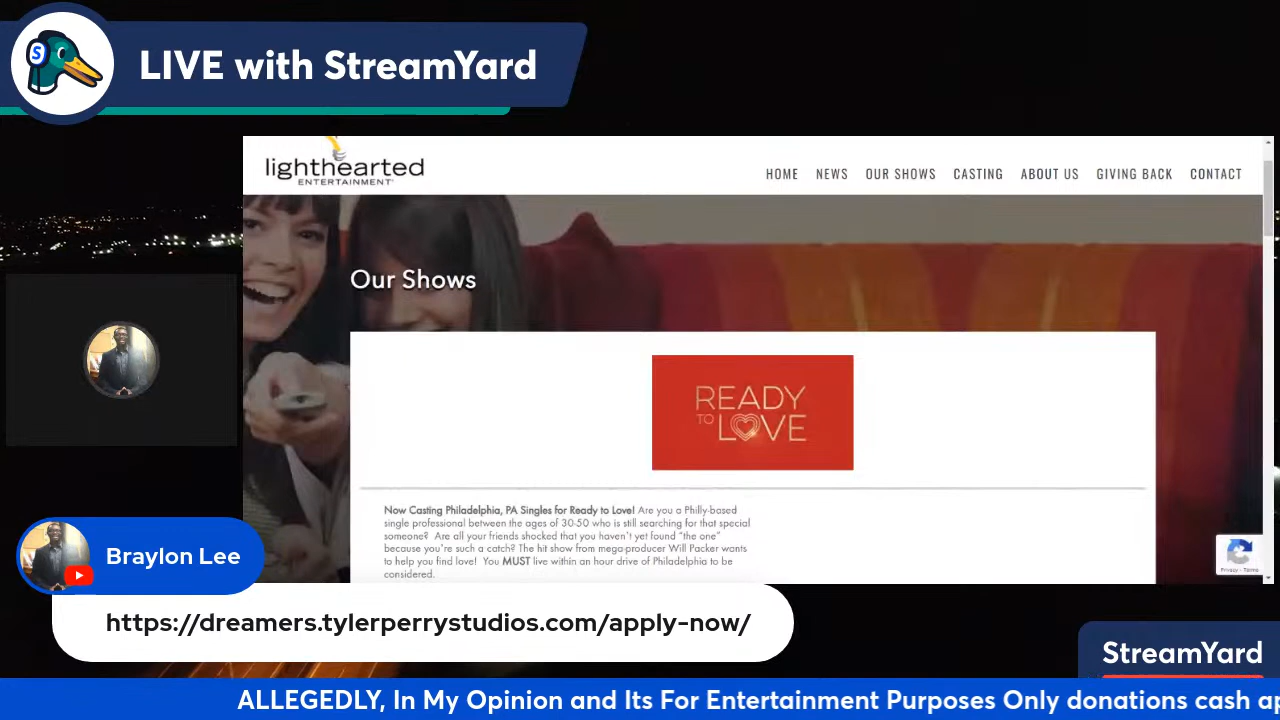 LIVE with StreamYard
lighthearted
ENTERTAINMENT
HOME NEWS OUR SHOWS CASTING ABOUT US GIVING BACK CONTACT
Our Shows
READY
TO LOVE
Now Casting Philadelphia, PA Singles for Ready to Love! Are you a Philly-based
single professional between the ages of 30-50 who is still searching for that special
someone? Are all your friends shocked that you haven't yet found "the one"
because you're such a catch? The hit show from mega-producer Will Packer wants
to help you find love! You MUST live within an hour drive of Philadelphia to be
considered.
Privacy - Terms
S
Braylon Lee
https://dreamers.tylerperrystudios.com/apply-now/
StreamYard
ALLEGEDLY, In My Opinion and Its For Entertainment Purposes Only donations cash ap